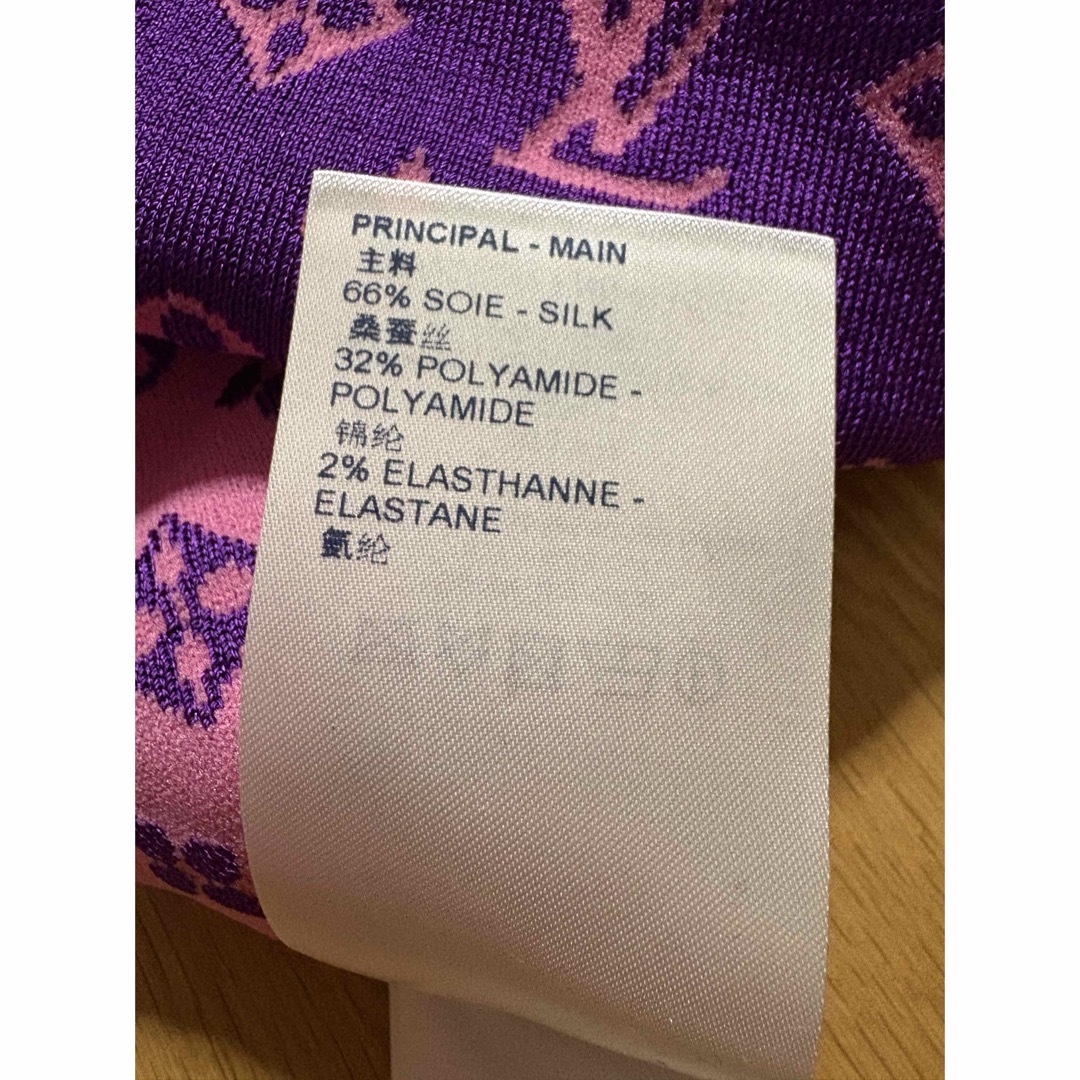 PRINCIPAL - MAIN
主料
66% SOIE - SILK
桑蚕丝
32% POLYAMIDE -
POLYAMIDE
锦纶
2% ELASTHANNE -
ELASTANE
氨纶